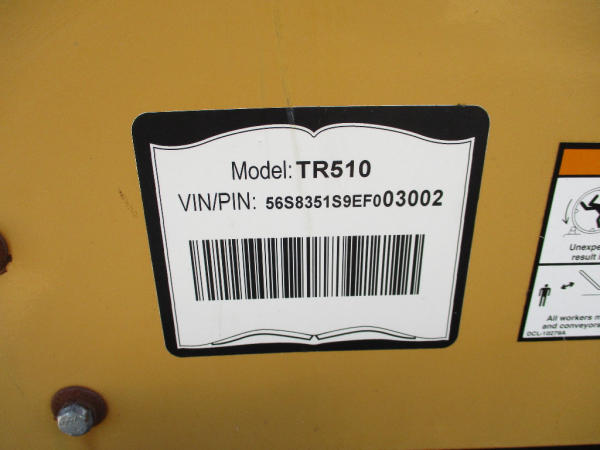 Model: TR510
VIN/PIN: 56S8351S9EF003002
Unexpe
result i
All workers m
and conveyors
DCL-10279A